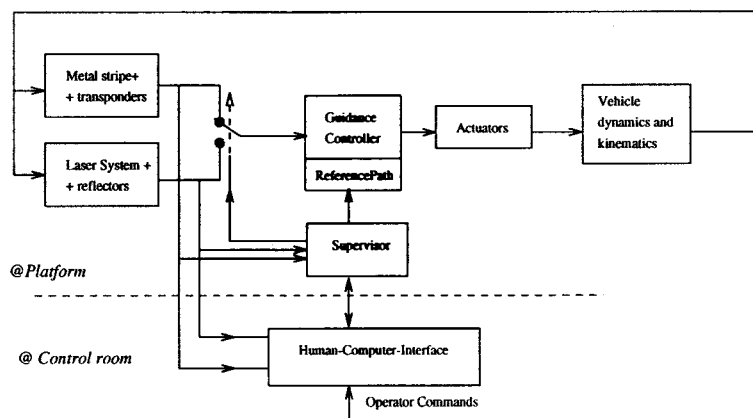 Metal stripe+
+ transponders
Laser System +
+ reflectors
Guidance
Controller
ReferencePath
Actuators
Vehicle
dynamics and
kinematics
Supervisor
@Platform
@ Control room
Human-Computer-Interface
Operator Commands